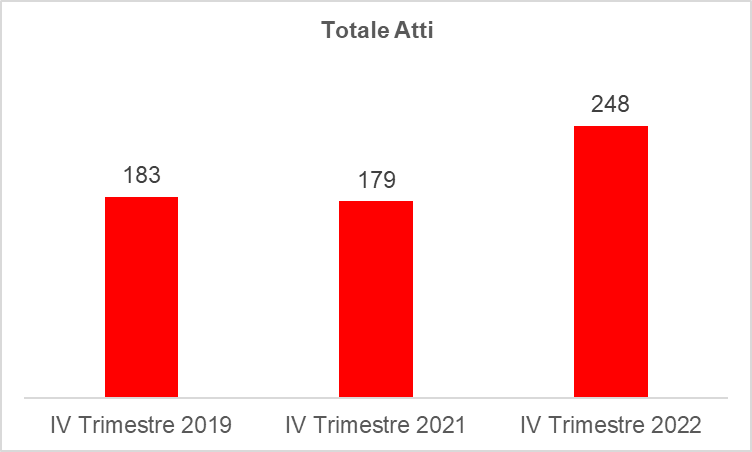 Totale Atti
248
183
179
IV Trimestre 2019
IV Trimestre 2021
IV Trimestre 2022